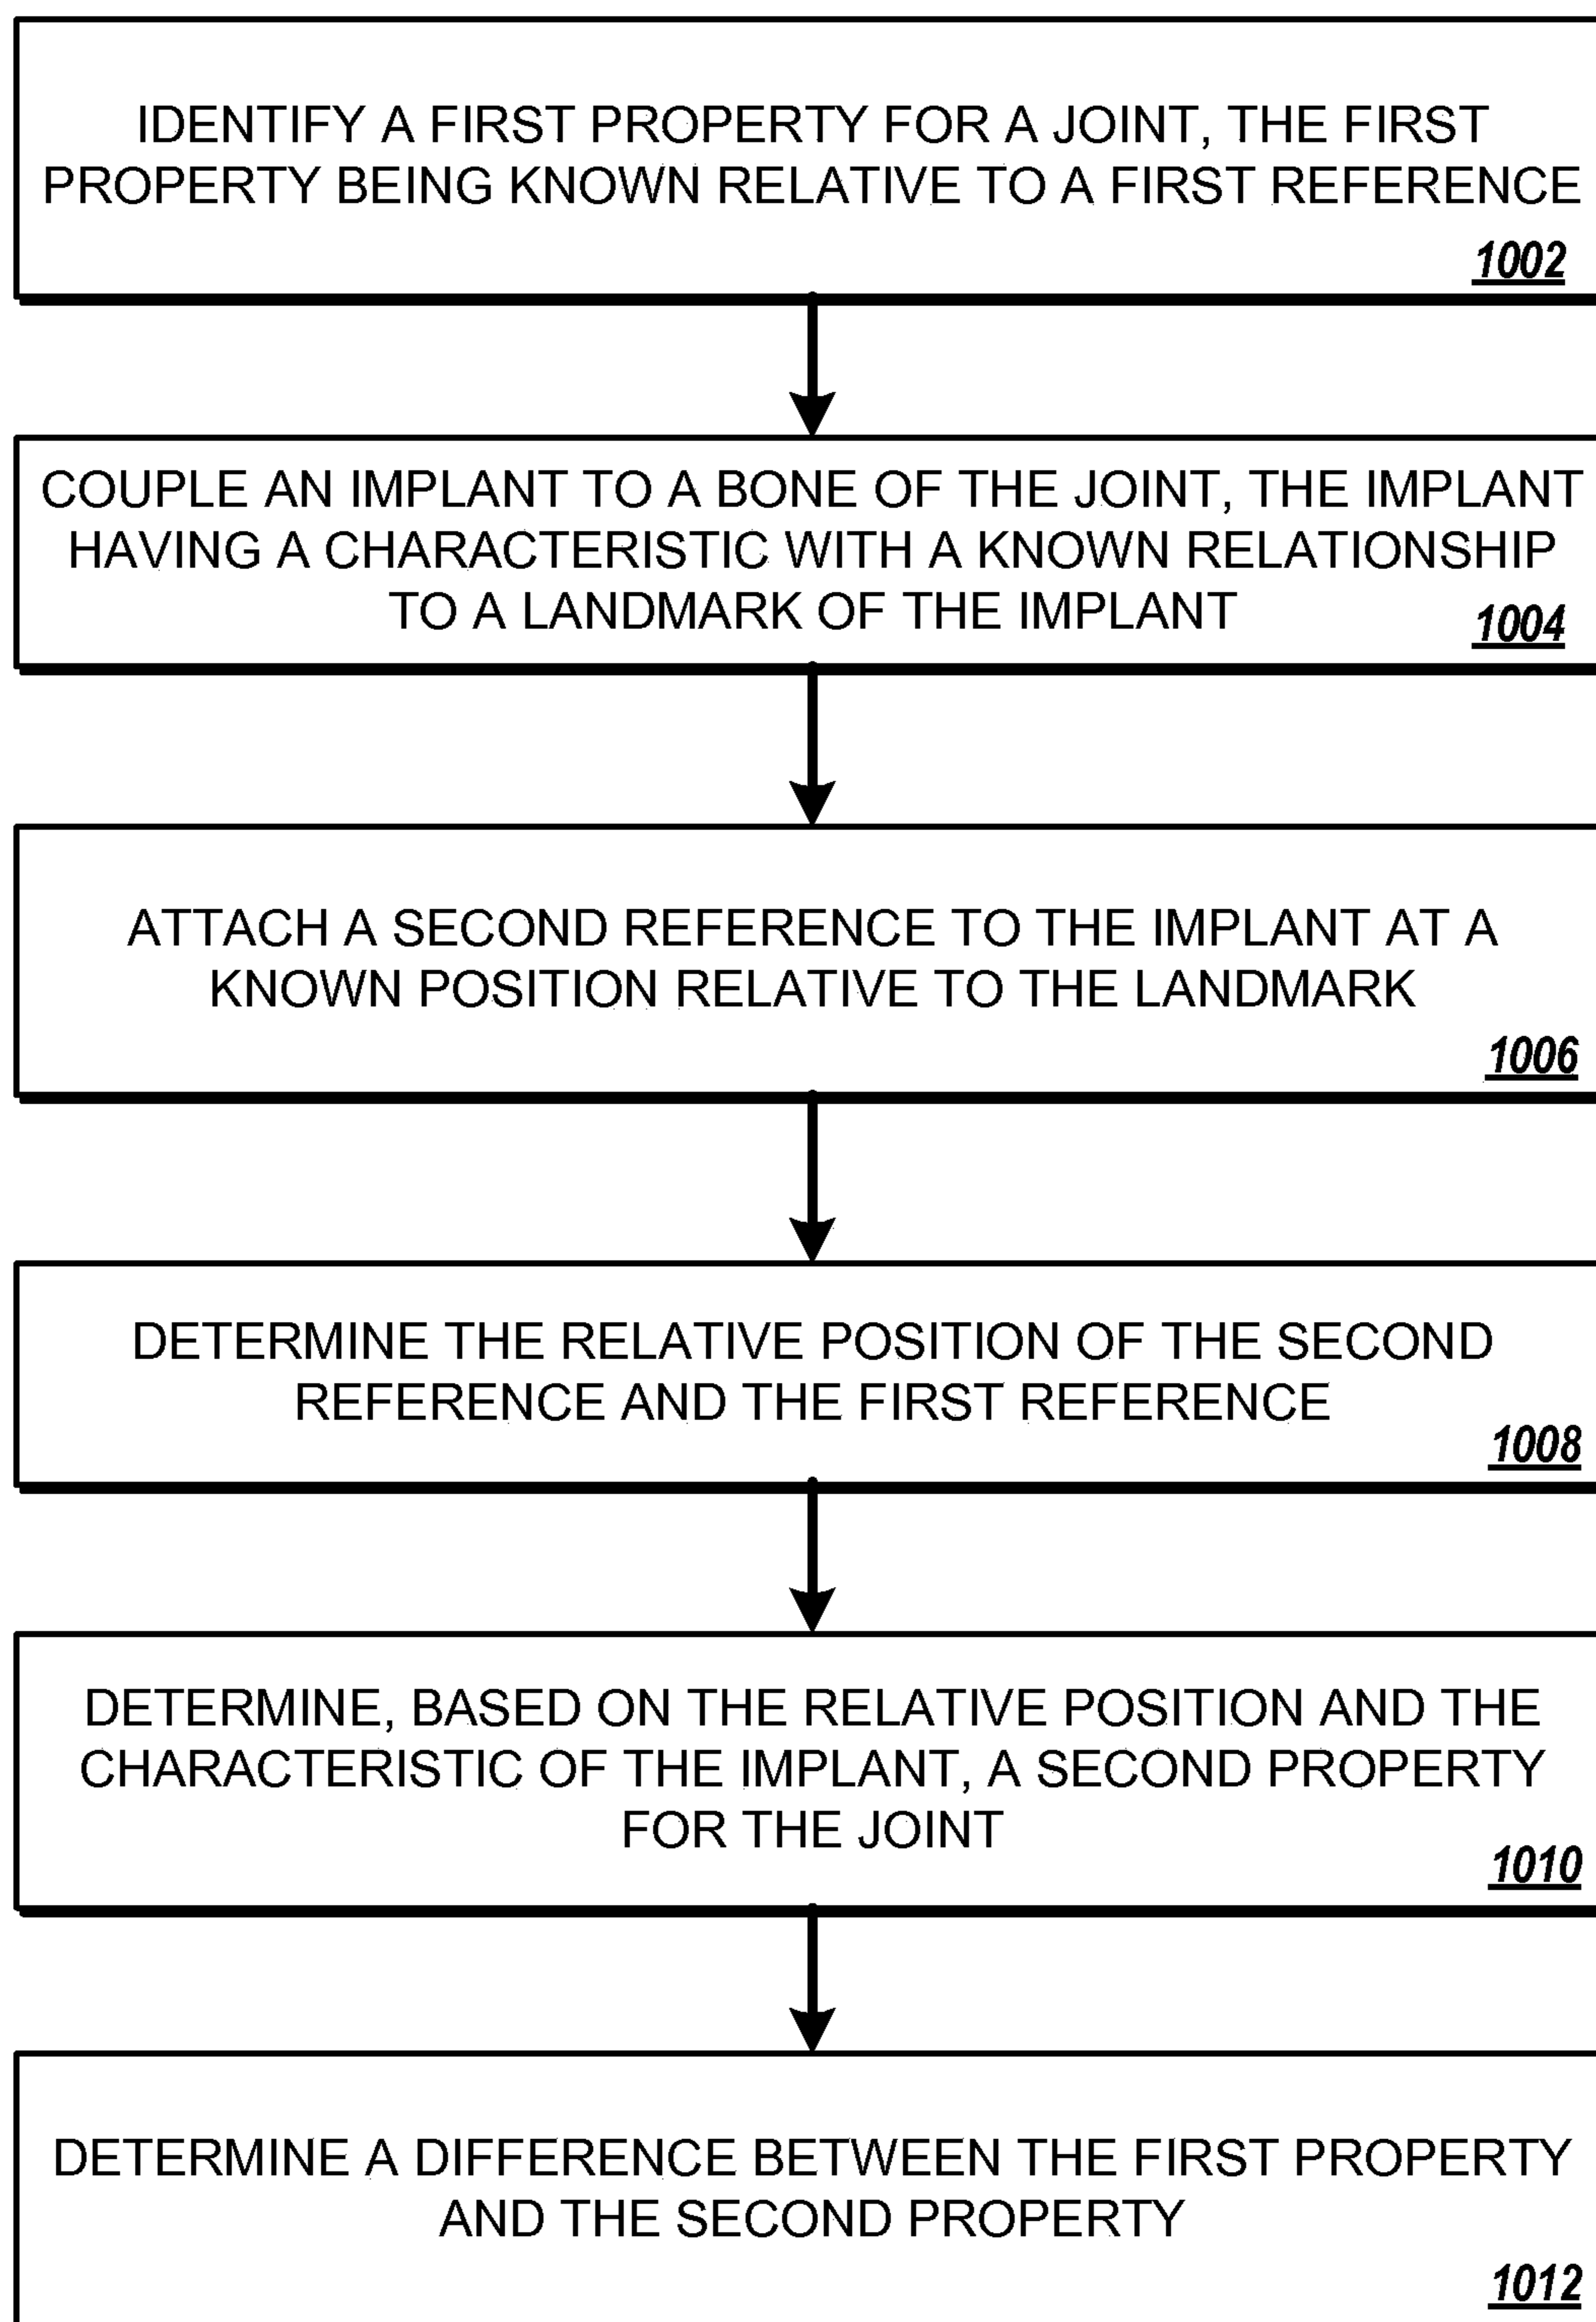 IDENTIFY A FIRST PROPERTY FOR A JOINT, THE FIRST
PROPERTY BEING KNOWN RELATIVE TO A FIRST REFERENCE
1002
COUPLE AN IMPLANT TO A BONE OF THE JOINT, THE IMPLANT
HAVING A CHARACTERISTIC WITH A KNOWN RELATIONSHIP
TO A LANDMARK OF THE IMPLANT
1004
ATTACH A SECOND REFERENCE TO THE IMPLANT AT A
KNOWN POSITION RELATIVE TO THE LANDMARK
1006
DETERMINE THE RELATIVE POSITION OF THE SECOND
REFERENCE AND THE FIRST REFERENCE
1008
DETERMINE, BASED ON THE RELATIVE POSITION AND THE
CHARACTERISTIC OF THE IMPLANT, A SECOND PROPERTY
FOR THE JOINT
1010
DETERMINE A DIFFERENCE BETWEEN THE FIRST PROPERTY
AND THE SECOND PROPERTY
1012